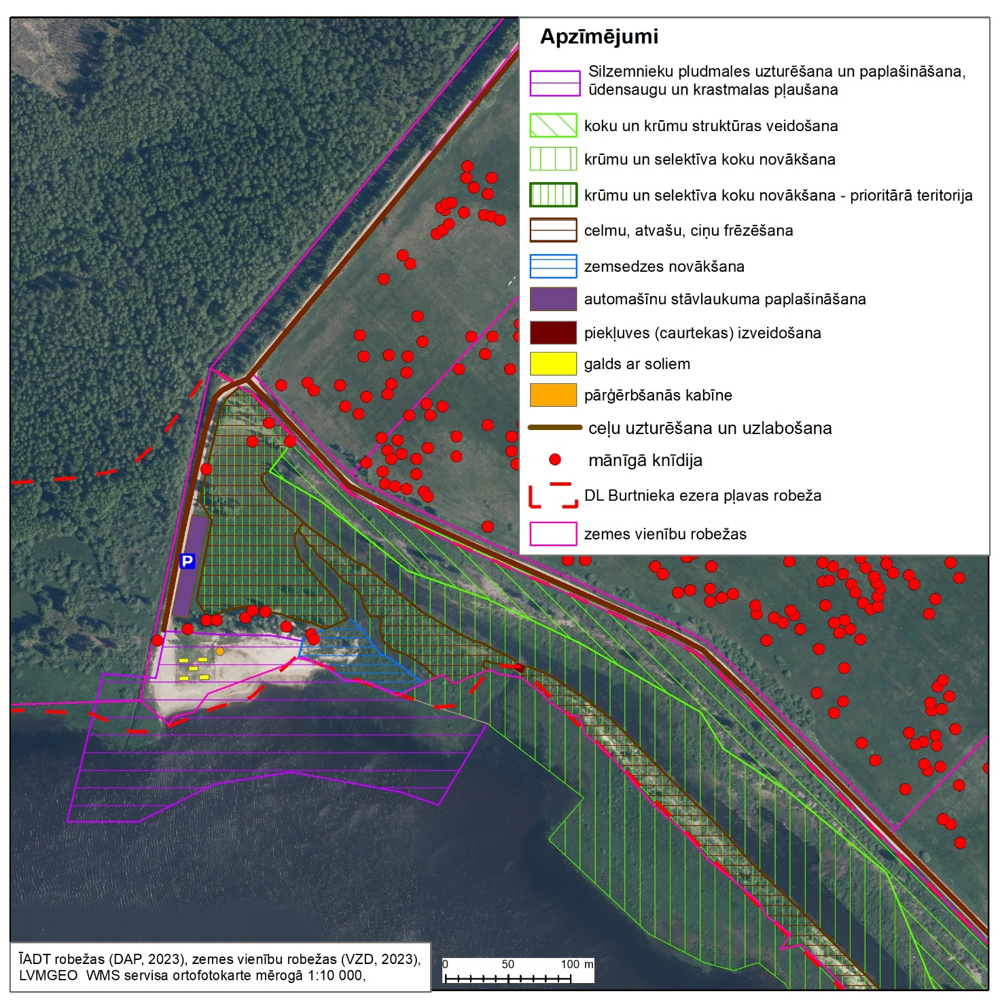 Apzīmējumi
Silzemnieku pludmales uzturēšana un paplašināšana,
ūdensaugu un krastmalas pļaušana
koku un krūmu struktūras veidošana
krūmu un selektīva koku novākšana
krūmu un selektīva koku novākšana - prioritārā teritorija
celmu, atvašu, ciņu frēzēšana
zemsedzes novākšana
automašīnu stāvlaukuma paplašināšana
piekļuves (caurtekas) izveidošana
galds ar soliem
pārģērbšanās kabīne
ceļu uzturēšana un uzlabošana
mānīgā knīdija
DL Burtnieka ezera pļavas robeža
zemes vienību robežas
P
ĪADT robežas (DAP, 2023), zemes vienību robežas (VZD, 2023),
LVMGEO WMS servisa ortofotokarte mērogā 1:10 000,
0 50 100 m